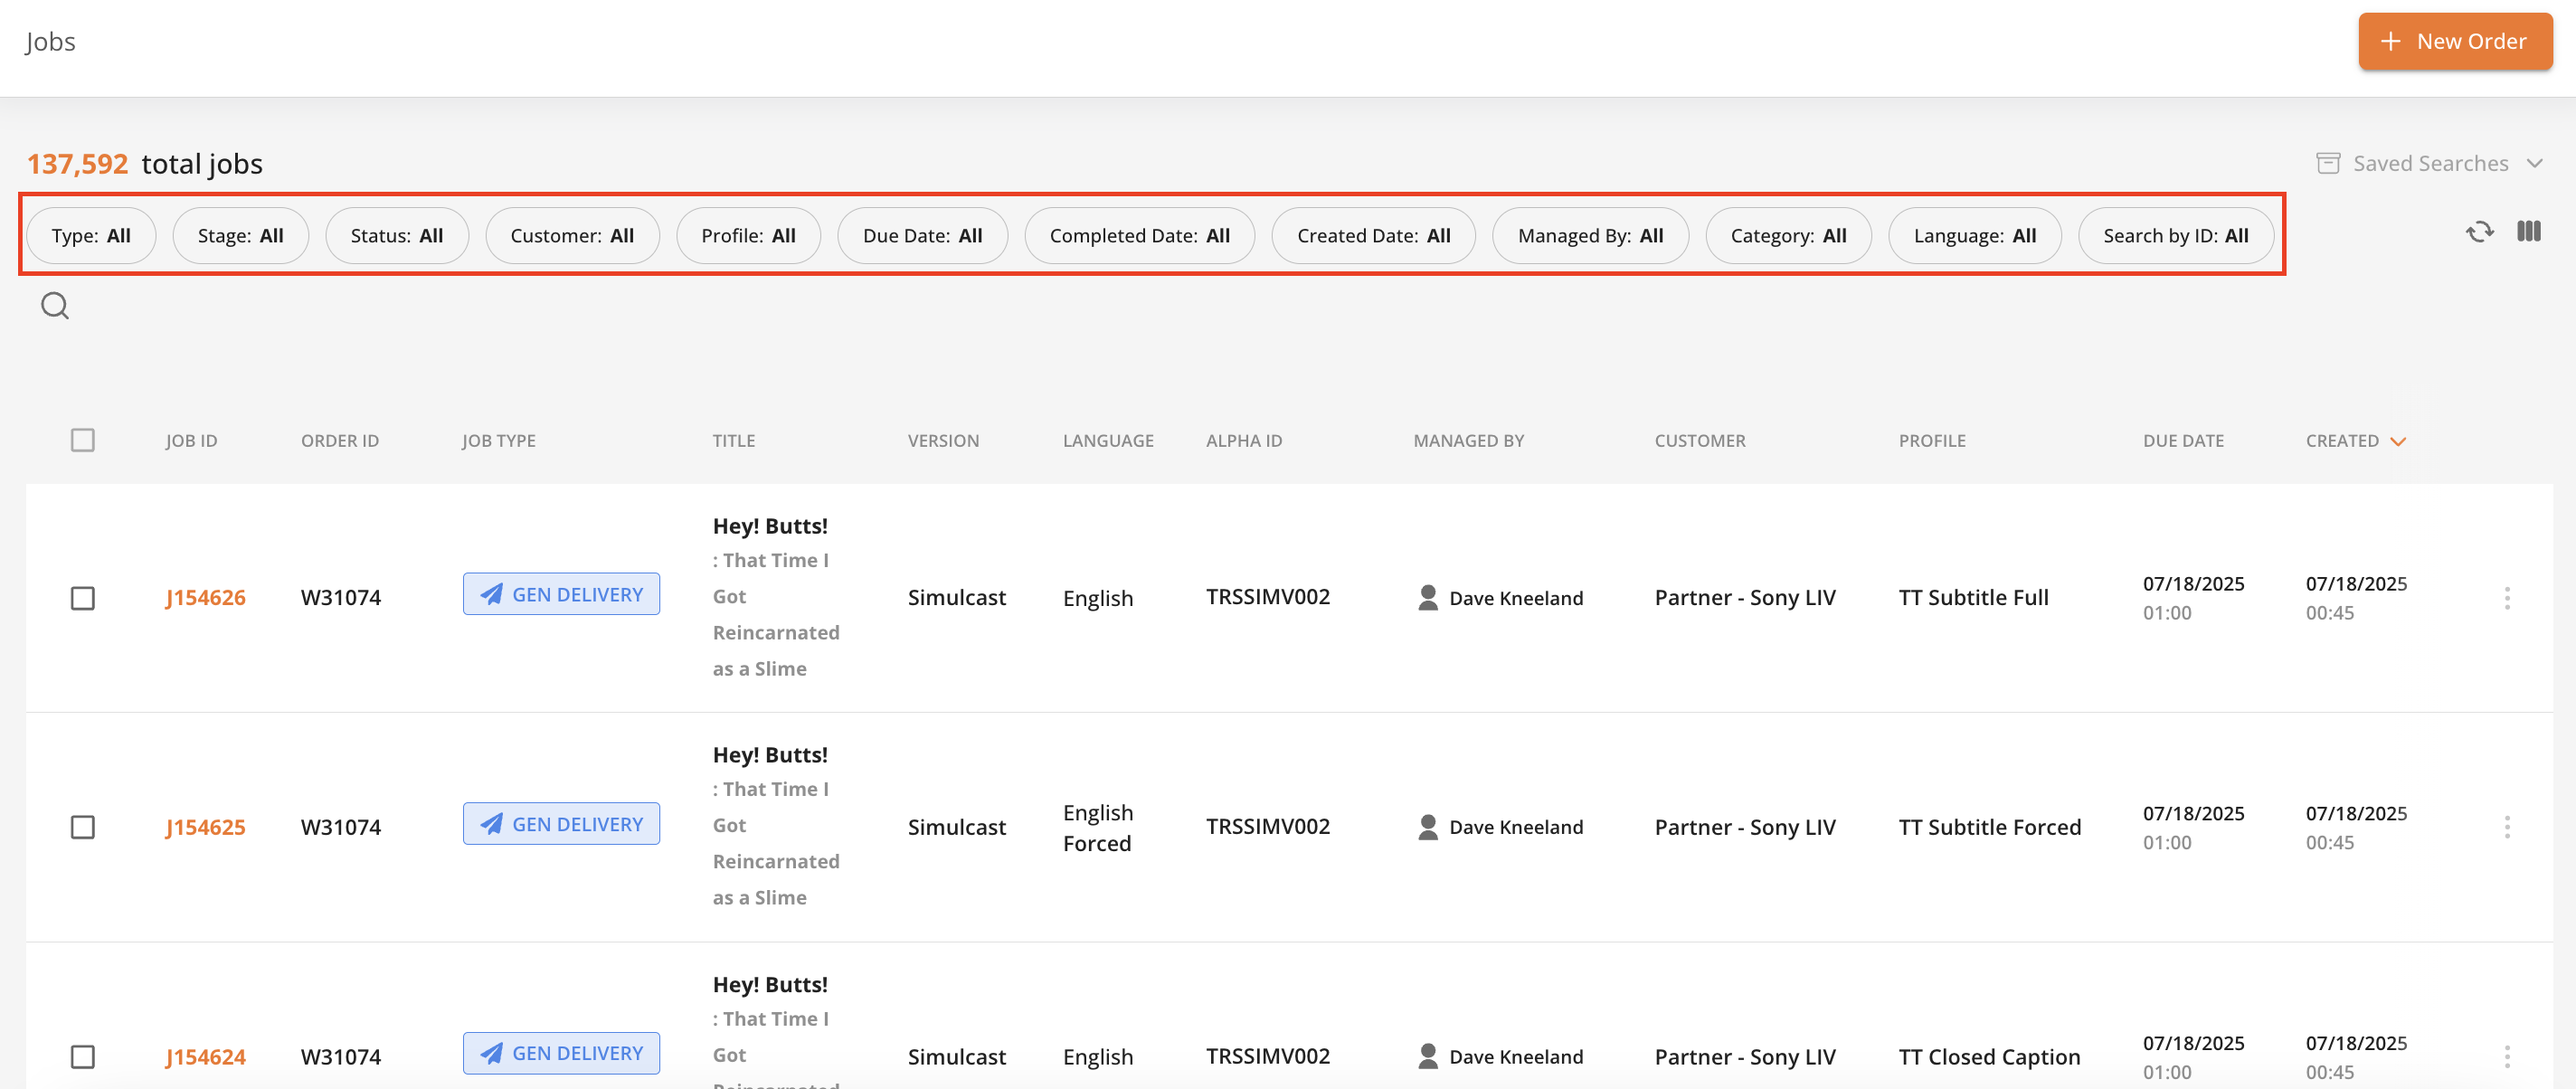 Jobs
+ New Order
137,592 total jobs
Saved Searches
Type: All
Stage: All
Status: All
Customer: All
Profile: All
Due Date: All
Completed Date: All
Created Date: All
Managed By: All
Category: All
Language: All
Search by ID: All
JOB ID ORDER ID JOB TYPE TITLE VERSION LANGUAGE ALPHA ID MANAGED BY CUSTOMER PROFILE DUE DATE CREATED
J154626
W31074
GEN DELIVERY
Hey! Butts!
: That Time I
Got
Reincarnated
as a Slime
Simulcast
English
TRSSIMV002
Dave Kneeland
Partner - Sony LIV
TT Subtitle Full
07/18/2025
01:00
07/18/2025
00:45
J154625
W31074
GEN DELIVERY
Hey! Butts!
: That Time I
Got
Reincarnated
as a Slime
Simulcast
English
Forced
TRSSIMV002
Dave Kneeland
Partner - Sony LIV
TT Subtitle Forced
07/18/2025
01:00
07/18/2025
00:45
J154624
W31074
GEN DELIVERY
Hey! Butts!
: That Time I
Got
Simulcast
English
TRSSIMV002
Dave Kneeland
Partner - Sony LIV
TT Closed Caption
07/18/2025
01:00
07/18/2025
00:45